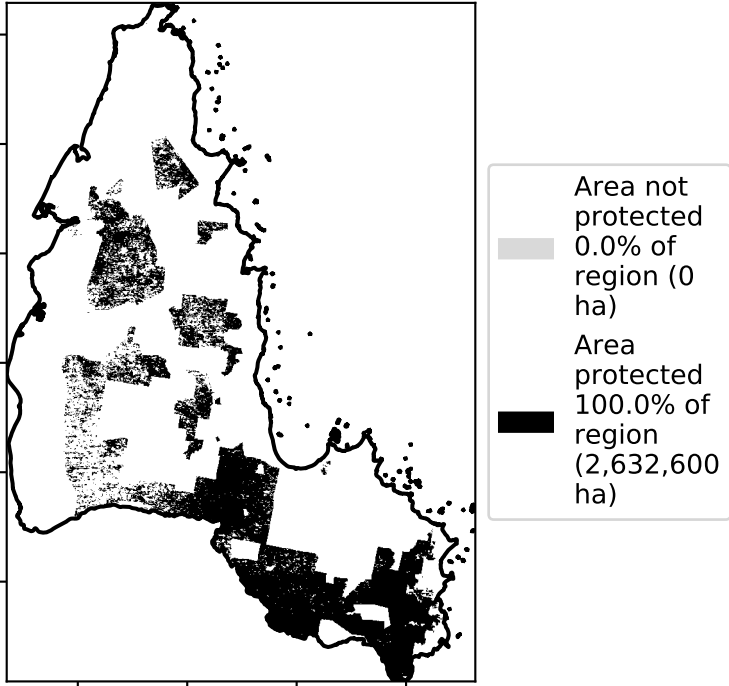 Area not
protected
0.0% of
region (0
ha)
Area
protected
100.0% of
region
(2,632,600
ha)